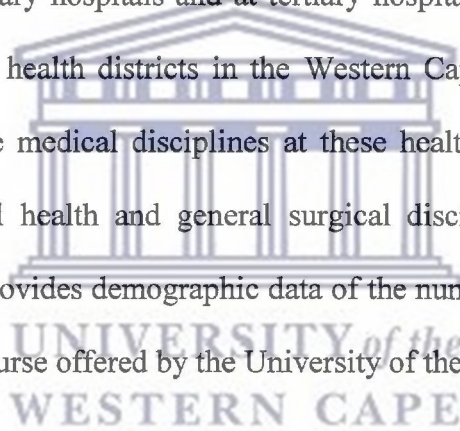 ary hospitals and at tertiary hospita
health districts in the Western Ca
medical disciplines at these healt
health and general surgical disc
ovides demographic data of the nu
urse offered by the University of the
UNIVERSITY of the
WESTERN CAPE